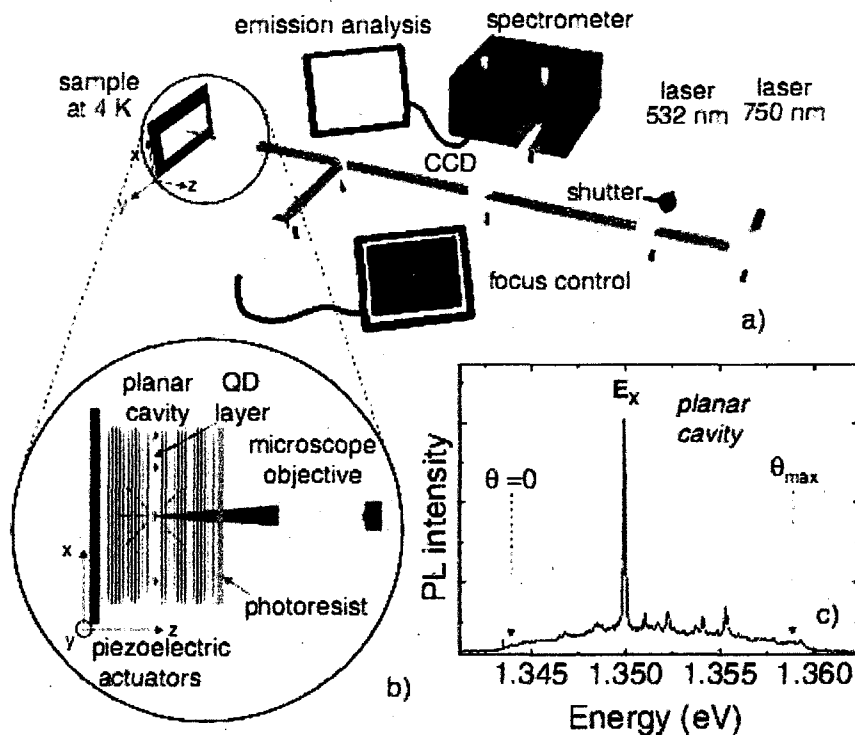 emission analysis
spectrometer
sample
at 4 K
laser
532 nm
laser
750 nm
x
z
y
CCD
shutter
focus control
a)
planar
cavity
QD
layer
microscope
objective
photoresist
x
y
z
piezoelectric
actuators
b)
E_X
planar
cavity
θ =0
θ_max
c)
PL intensity
1.345
1.350
1.355
1.360
Energy (eV)